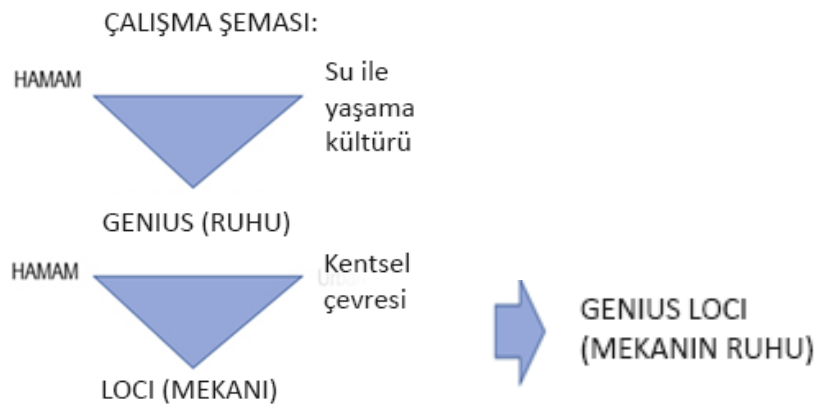 ÇALIŞMA ŞEMASI:
HAMAM
Su ile
yaşama
kültürü
GENIUS (RUHU)
HAMAM
Kentsel
çevresi
LOCI (MEKANI)
GENIUS LOCI
(MEKANIN RUHU)